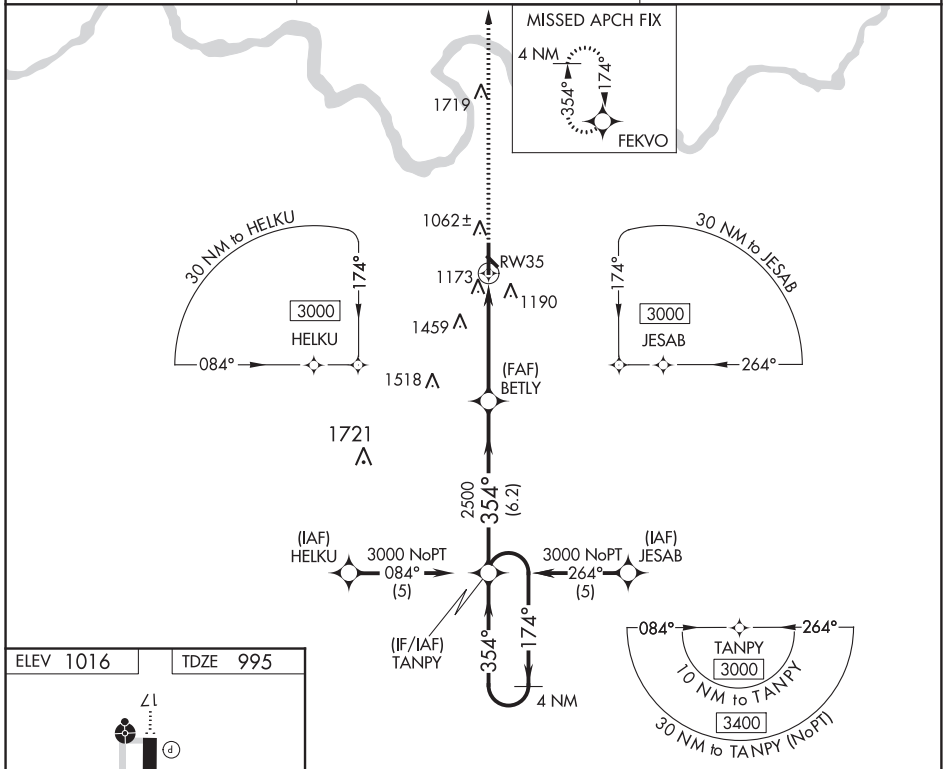 MISSED APCH FIX
4 NM
354°
174°
FEKVO
1719
1062±
RW35
1173
1190
1459
1518
1721
30 NM to HELKU
174°
3000
HELKU
084°
30 NM to JESAB
174°
3000
JESAB
264°
(FAF)
BETLY
2500
354°
(6.2)
(IAF)
HELKU
3000 NoPT
084°
(5)
(IAF)
JESAB
3000 NoPT
264°
(5)
(IF/IAF)
TANPY
354°
174°
4 NM
084°
264°
TANPY
3000
10 NM to TANPY
3400
30 NM to TANPY (NoPT)
ELEV 1016
TDZE 995
17
P